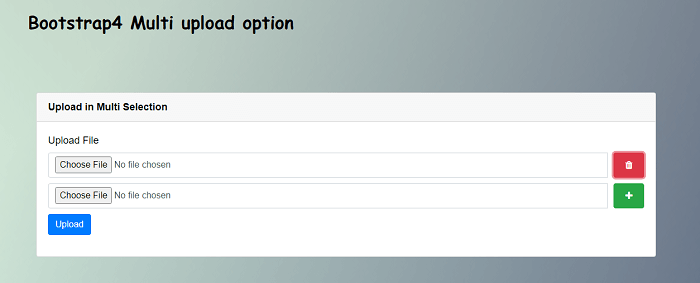 Bootstrap4 Multi upload option
Upload in Multi Selection
Upload File
Choose File No file chosen
Choose File No file chosen
Upload